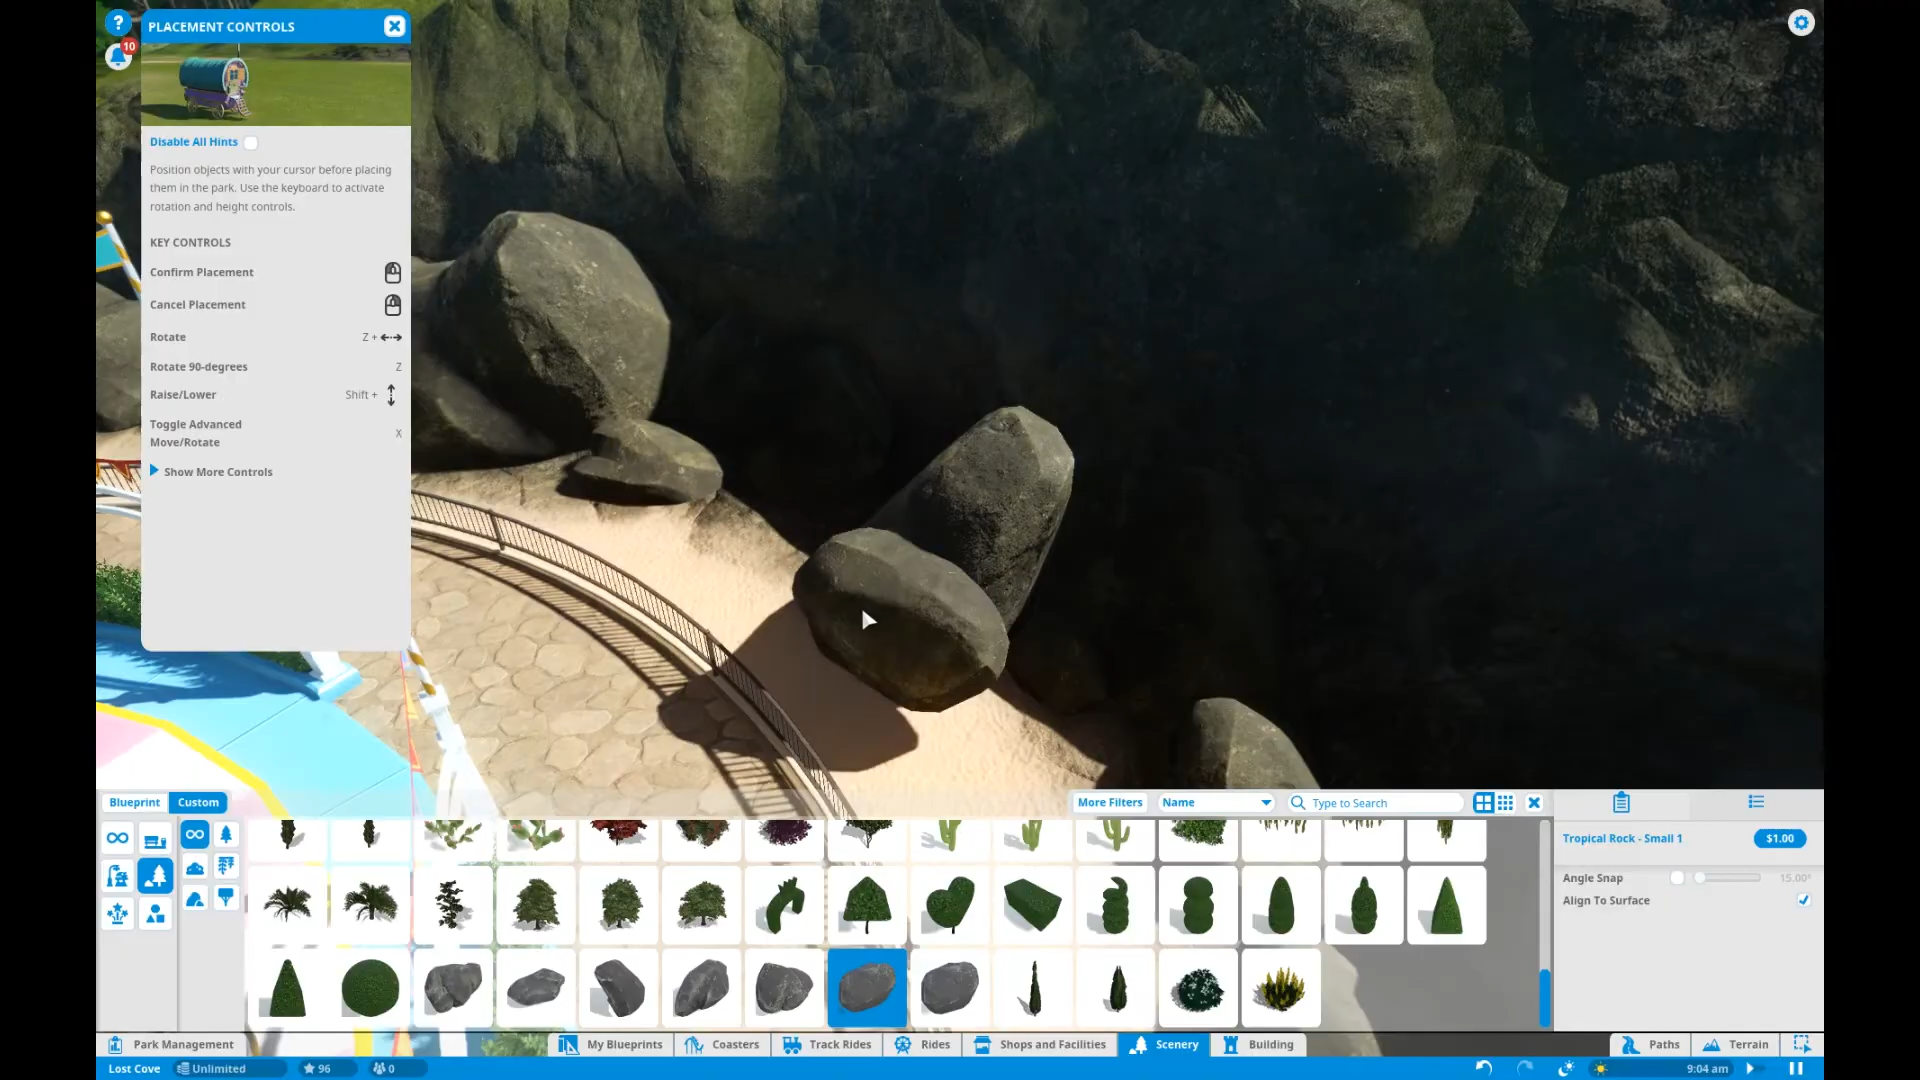 ?
10
PLACEMENT CONTROLS
Disable All Hints
Position objects with your cursor before placing
them in the park. Use the keyboard to activate
rotation and height controls.
KEY CONTROLS
Confirm Placement
Cancel Placement
Rotate Z +
Rotate 90-degrees Z
Raise/Lower Shift +
Toggle Advanced
Move/Rotate X
Show More Controls
Blueprint Custom More Filters Name Type to Search
Tropical Rock - Small 1 $1.00
Angle Snap 15.00°
Align To Surface
Park Management My Blueprints Coasters Track Rides Rides Shops and Facilities Scenery Building Paths Terrain
Lost Cove Unlimited 96 0 9:04 am